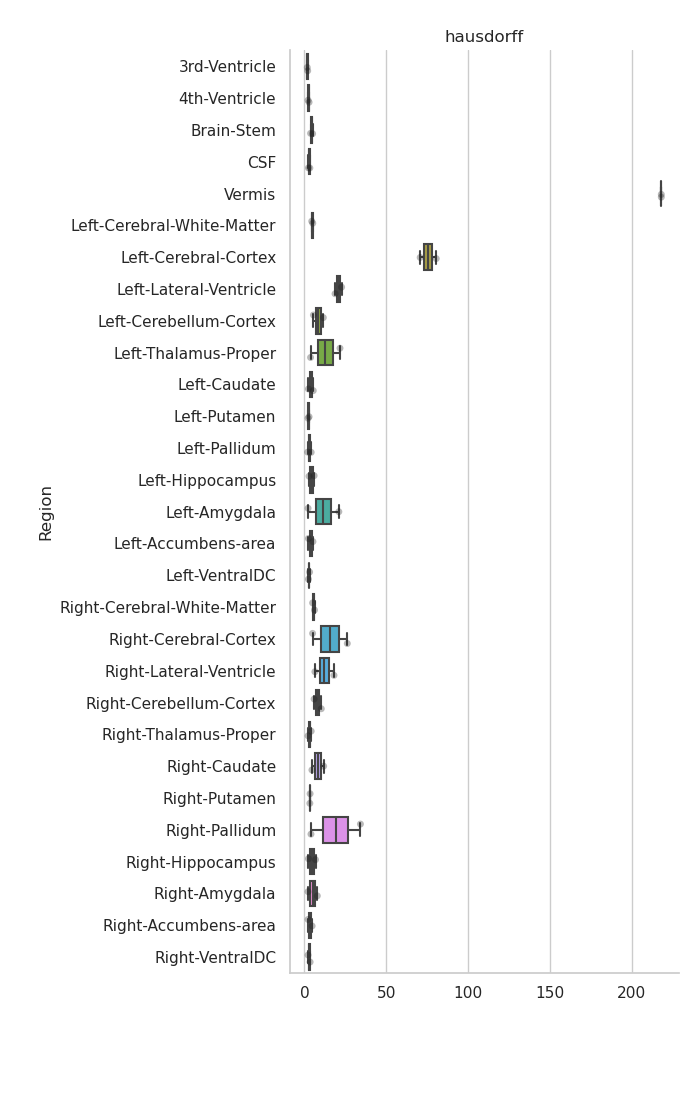 hausdorff
3rd-Ventricle
4th-Ventricle
Brain-Stem
CSF
Vermis
Left-Cerebral-White-Matter
Left-Cerebral-Cortex
Left-Lateral-Ventricle
Left-Cerebellum-Cortex
Left-Thalamus-Proper
Left-Caudate
Left-Putamen
Left-Pallidum
Left-Hippocampus
Left-Amygdala
Left-Accumbens-area
Left-VentralDC
Right-Cerebral-White-Matter
Right-Cerebral-Cortex
Right-Lateral-Ventricle
Right-Cerebellum-Cortex
Right-Thalamus-Proper
Right-Caudate
Right-Putamen
Right-Pallidum
Right-Hippocampus
Right-Amygdala
Right-Accumbens-area
Right-VentralDC
Region
0 50 100 150 200